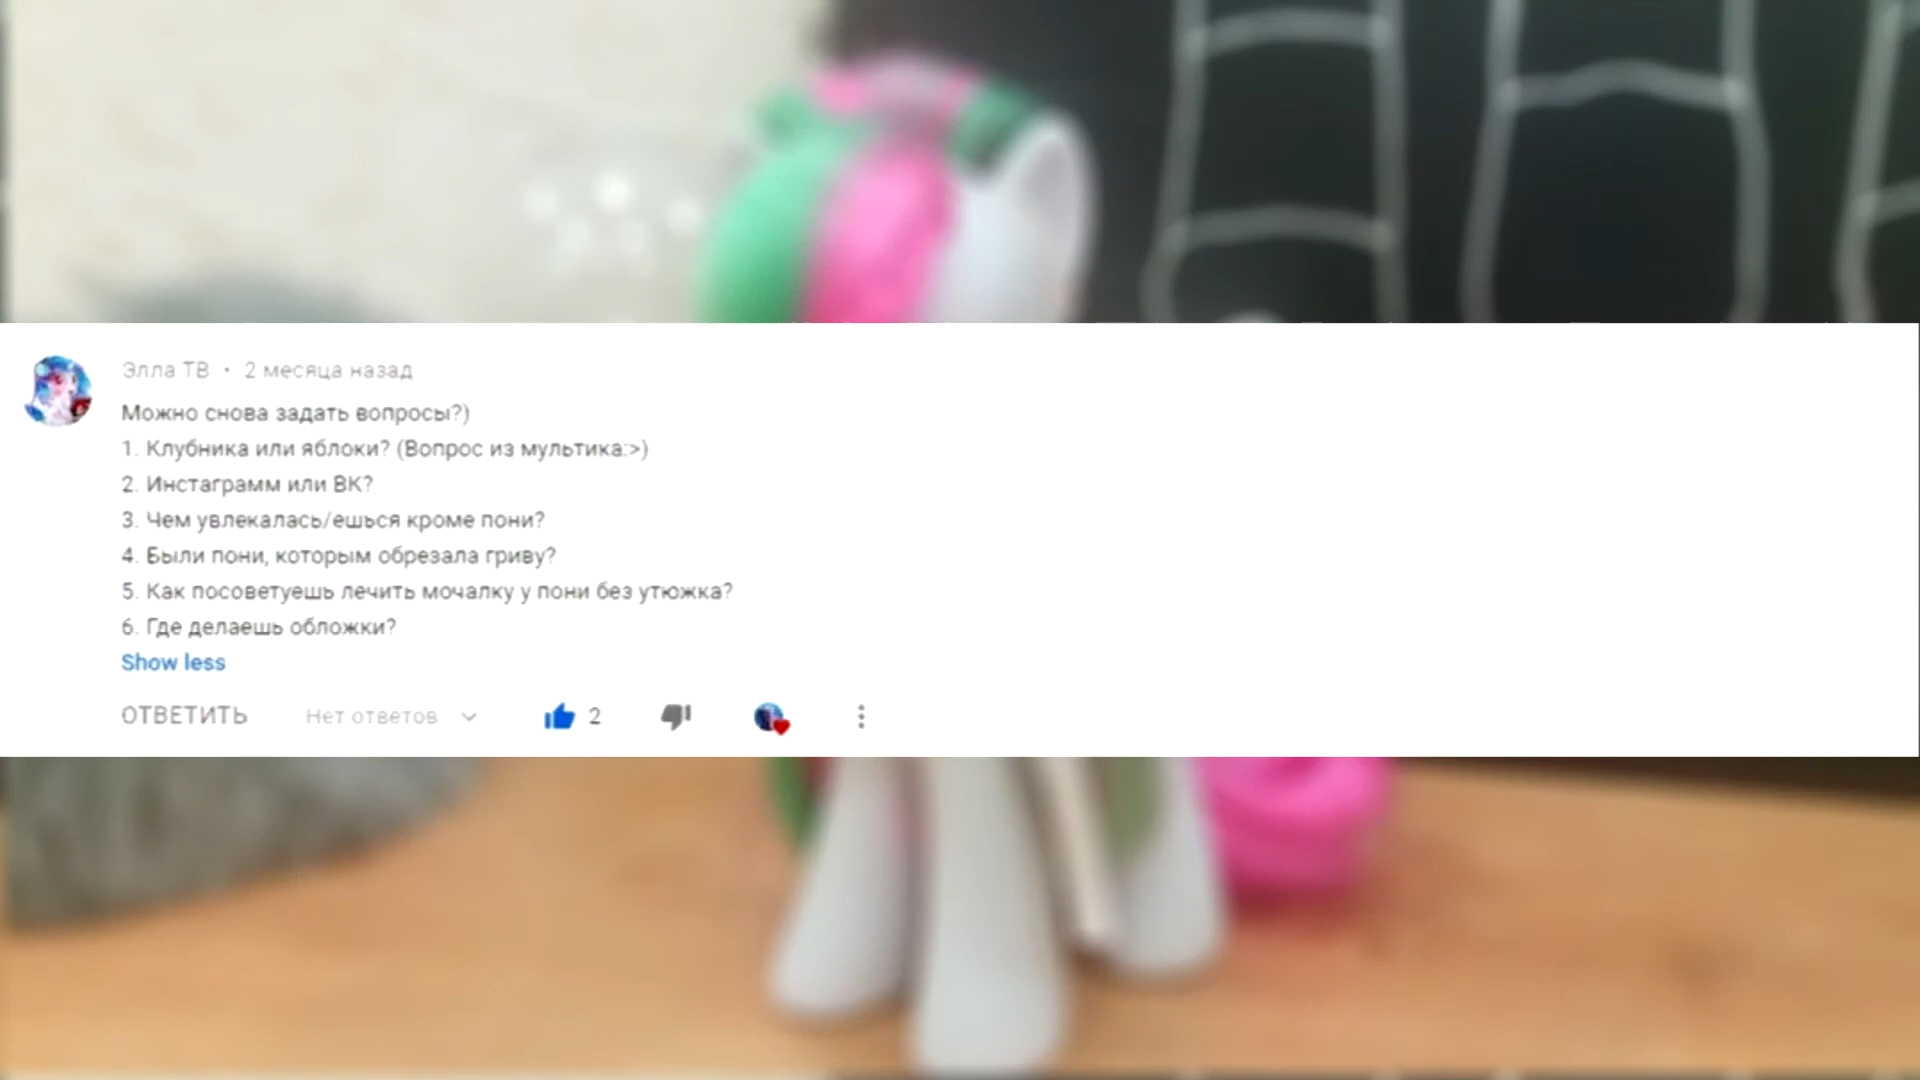 Элла ТВ • 2 месяца назад
Можно снова задать вопросы?)
1. Клубника или яблоки? (Вопрос из мультика:>)
2. Инстаграмм или ВК?
3. Чем увлекалась/ешься кроме пони?
4. Были пони, которым обрезала гриву?
5. Как посоветуешь лечить мочалку у пони без утюжка?
6. Где делаешь обложки?
Show less
ОТВЕТИТЬ Нет ответов 2